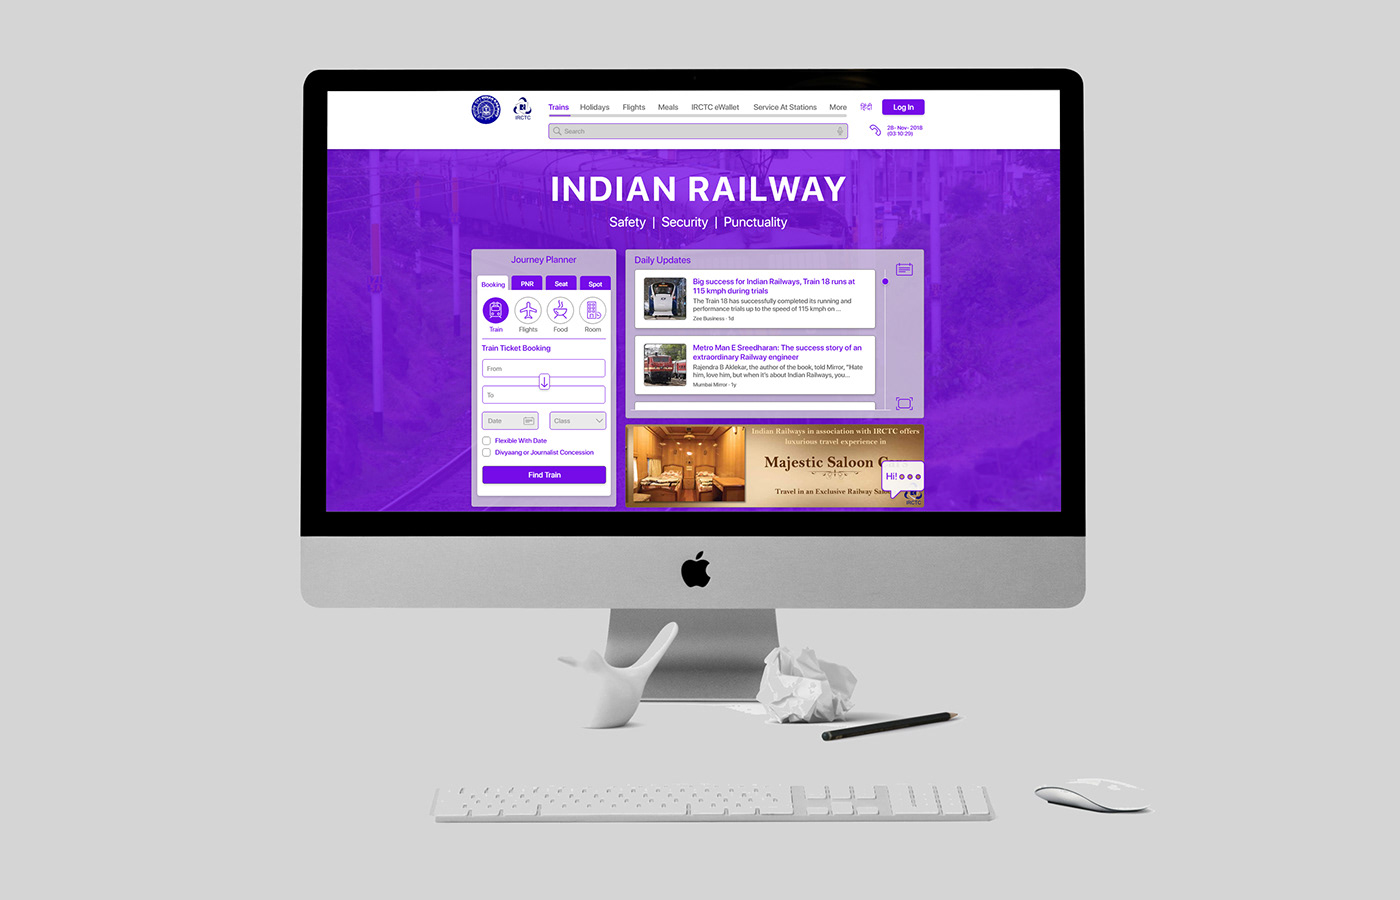 Trains Holidays Flights Meals IRCTC eWallet Service At Stations More हिंदी Log In
IRCTC
Search
28- Nov- 2018
(03:10:20)
INDIAN RAILWAY
Safety | Security | Punctuality
Journey Planner
Booking PNR Seat Spot
Train Flights Food Room
Train Ticket Booking
From
To
Date Class
Flexible With Date
Divyaang or Journalist Concession
Find Train
Daily Updates
Big success for Indian Railways, Train 18 runs at
115 kmph during trials
The Train 18 has successfully completed its running and
performance trials up to the speed of 115 kmph on ...
Zee Business · 1d
Metro Man E Sreedharan: The success story of an
extraordinary Railway engineer
Rajendra B Aklekar, the author of the book, told Mirror, "Hate
him, love him, but when it's about Indian Railways, you...
Mumbai Mirror · 1y
Indian Railways in association with IRCTC offers
luxurious travel experience in
Majestic Saloon
Travel in an Exclusive Railway
Hi!
IRCTC